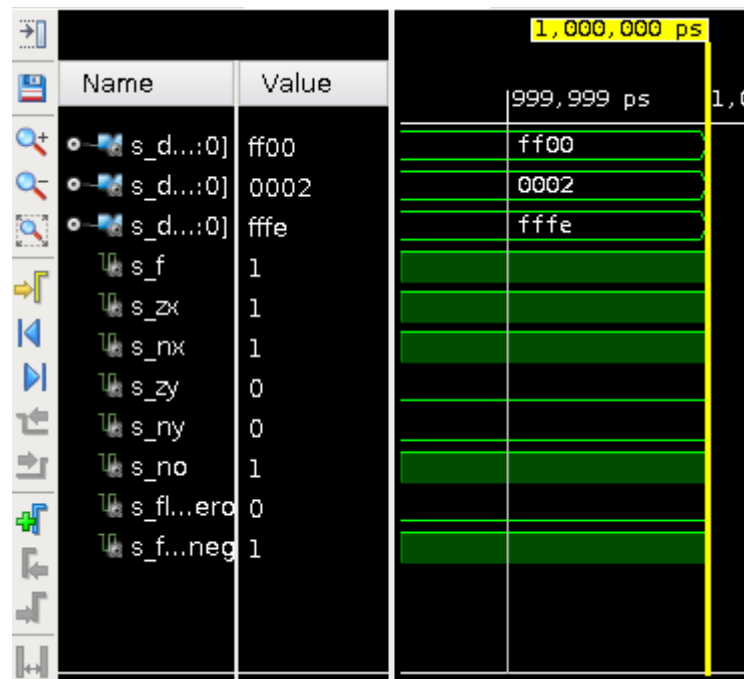 1,000,000 ps
Name Value
999,999 ps 1,0
s_d...:0] ff00 ff00
s_d...:0] 0002 0002
s_d...:0] fffe fffe
s_f 1
s_zx 1
s_nx 1
s_zy 0
s_ny 0
s_no 1
s_fl...ero 0
s_f...neg 1